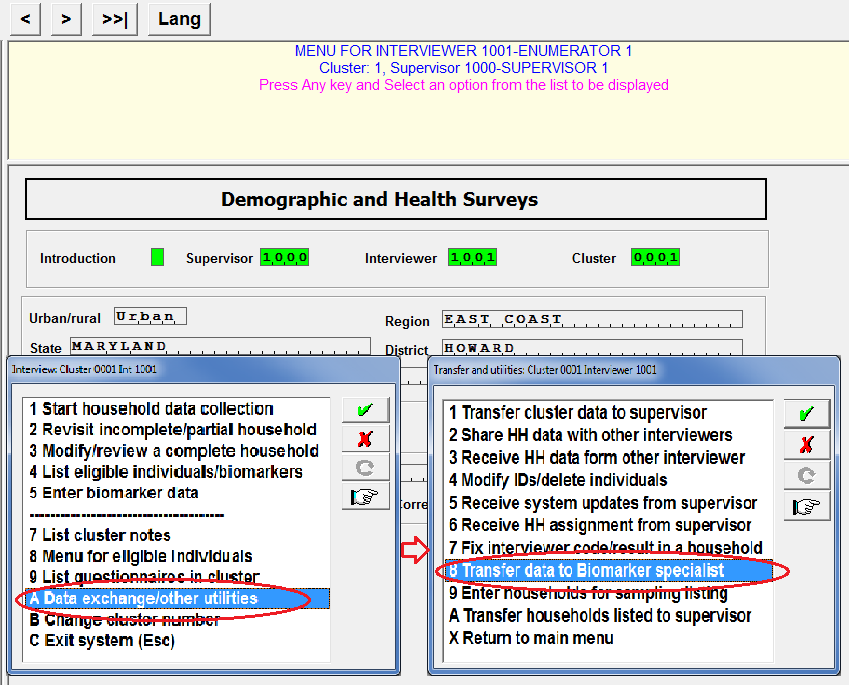 < > >>| Lang
MENU FOR INTERVIEWER 1001-ENUMERATOR 1
Cluster: 1, Supervisor 1000-SUPERVISOR 1
Press Any key and Select an option from the list to be displayed
Demographic and Health Surveys
Introduction Supervisor 1000 Interviewer 1001 Cluster 0001
Urban/rural Urban Region EAST COAST
State MARYLAND District HOWARD
Interview: Cluster 0001 Int 1001
1 Start household data collection
2 Revisit incomplete/partial household
3 Modify/review a complete household
4 List eligible individuals/biomarkers
5 Enter biomarker data
-----------------------------------
7 List cluster notes
8 Menu for eligible individuals
9 List questionnaires in cluster
A Data exchange/other utilities
B Change cluster number
C Exit system (Esc)
Corre
Transfer and utilities: Cluster 0001 Interviewer 1001
1 Transfer cluster data to supervisor
2 Share HH data with other interviewers
3 Receive HH data form other interviewer
4 Modify IDs/delete individuals
5 Receive system updates from supervisor
6 Receive HH assignment from supervisor
7 Fix interviewer code/result in a household
8 Transfer data to Biomarker specialist
9 Enter households for sampling listing
A Transfer households listed to supervisor
X Return to main menu